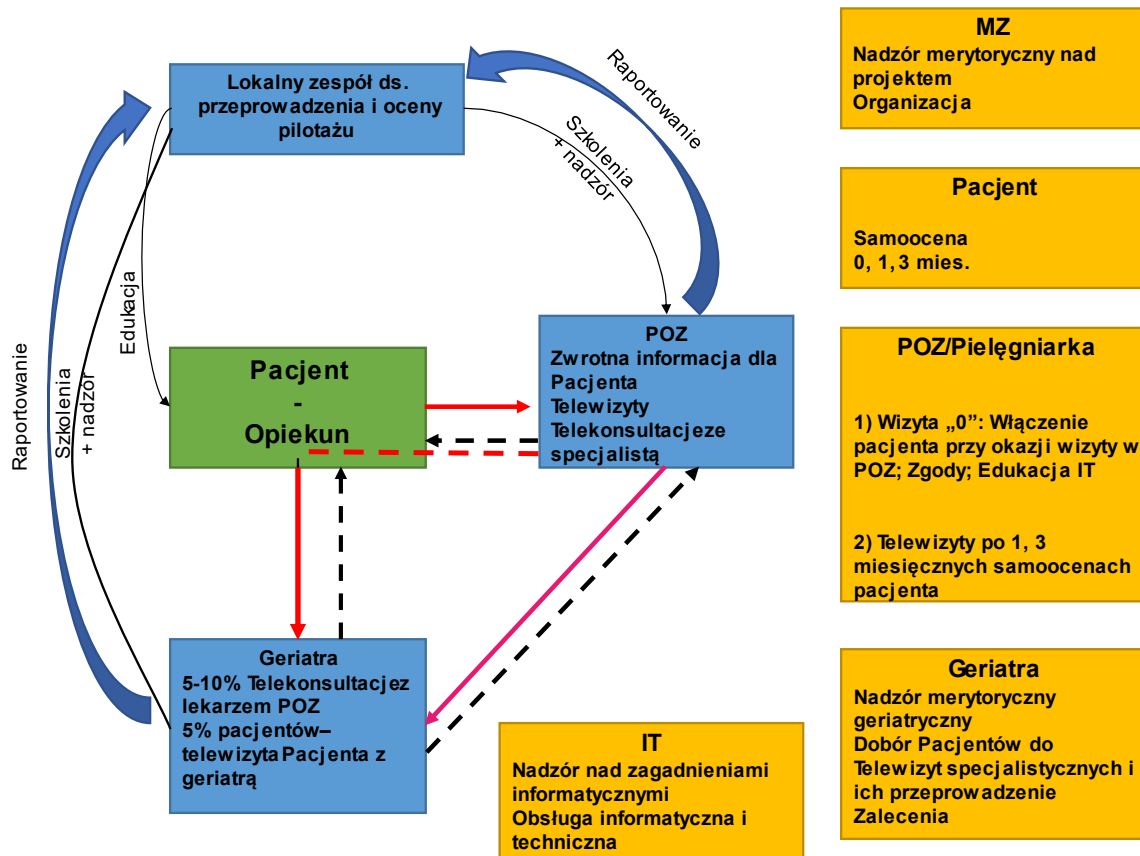 Lokalny zespół ds.
przeprowadzenia i oceny
pilotażu
Raportowanie
Szkolenia
+ nadzór
Edukacja
Raportowanie
Szkolenia
+ nadzór
Pacjent
-
Opiekun
POZ
Zwrotna informacja dla
Pacjenta
Telewizyty
Telekonsultacjeze
specjalistą
Geriatra
5-10% Telekonsultacjez
lekarzem POZ
5% pacjentów–
telewizytaPacjenta z
geriatrą
IT
Nadzór nad zagadnieniami
informatycznymi
Obsługa informatyczna i
techniczna
MZ
Nadzór merytoryczny nad
projektem
Organizacja
Pacjent
Samoocena
0, 1, 3 mies.
POZ/Pielęgniarka
1) Wizyta „0”: Włączenie
pacjenta przy okazji wizyty w
POZ; Zgody; Edukacja IT
2) Telewizyty po 1, 3
miesięcznych samoocenach
pacjenta
Geriatra
Nadzór merytoryczny
geriatryczny
Dobór Pacjentów do
Telewizyt specjalistycznych i
ich przeprowadzenie
Zalecenia